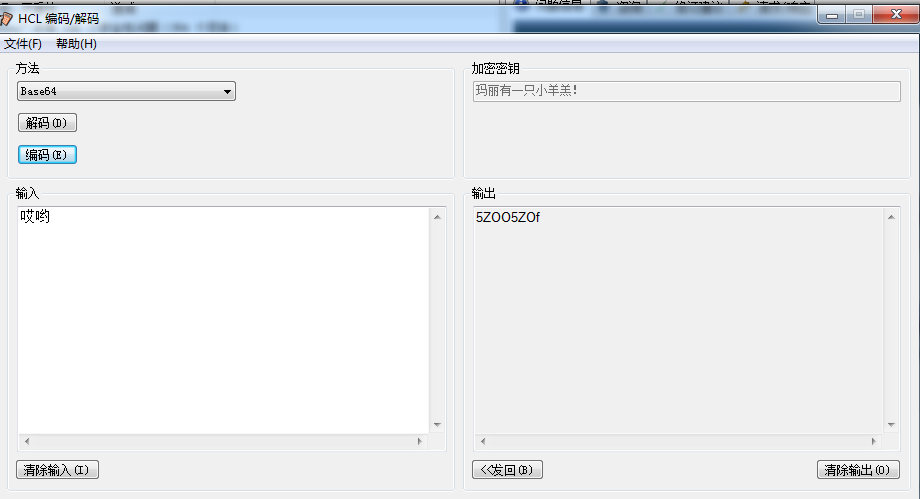 HCL 编码/解码
文件(F) 帮助(H)
方法
Base64
解码(D)
编码(E)
加密密钥
玛丽有一只小羊羔!
输入
哎哟
清除输入(I)
输出
5ZOO5ZOf
<<发回(B)
清除输出(O)